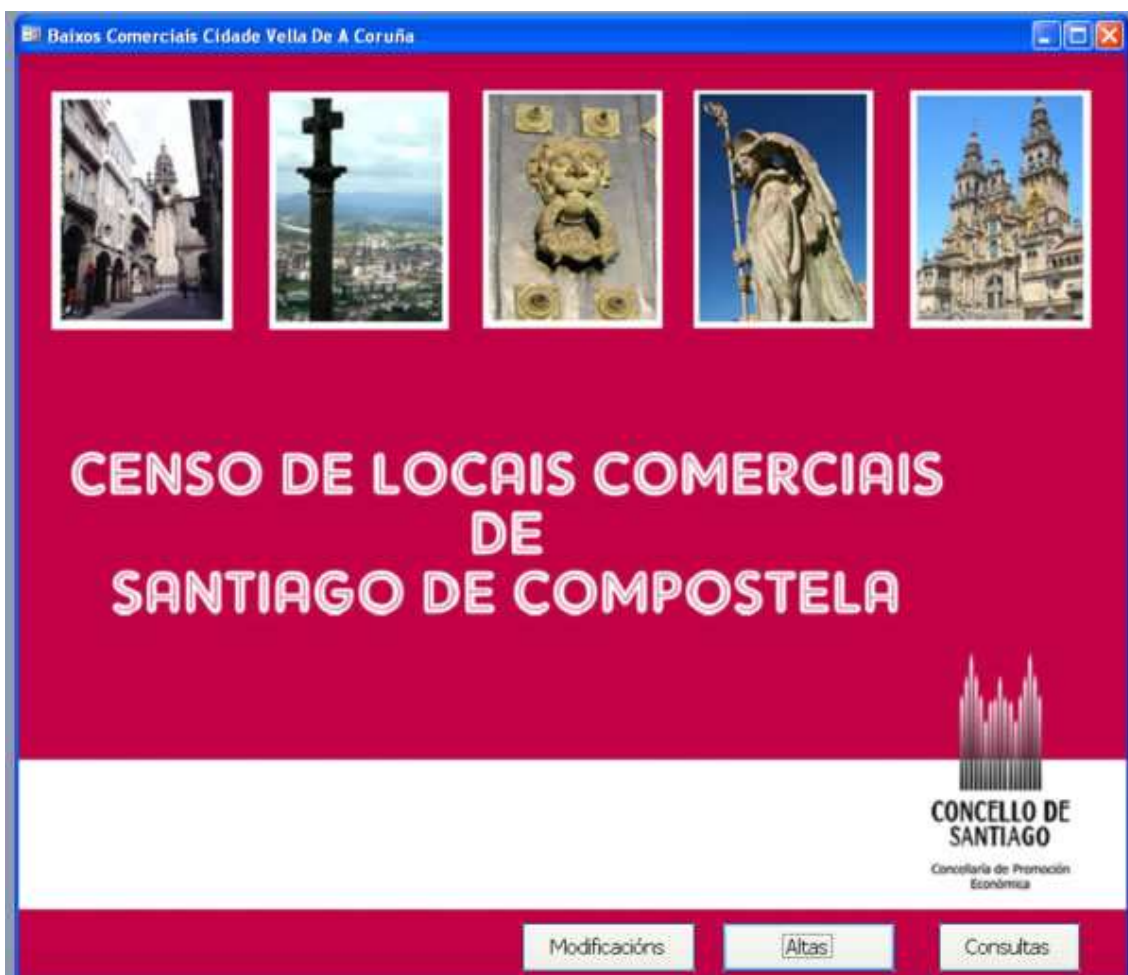 Baixos Comerciais Cidade Vella De A Coruña
CENSO DE LOCAIS COMERCIAIS
DE
SANTIAGO DE COMPOSTELA
CONCELLO DE
SANTIAGO
Concellaría de Promoción
Económica
Modificacións
Altas
Consultas